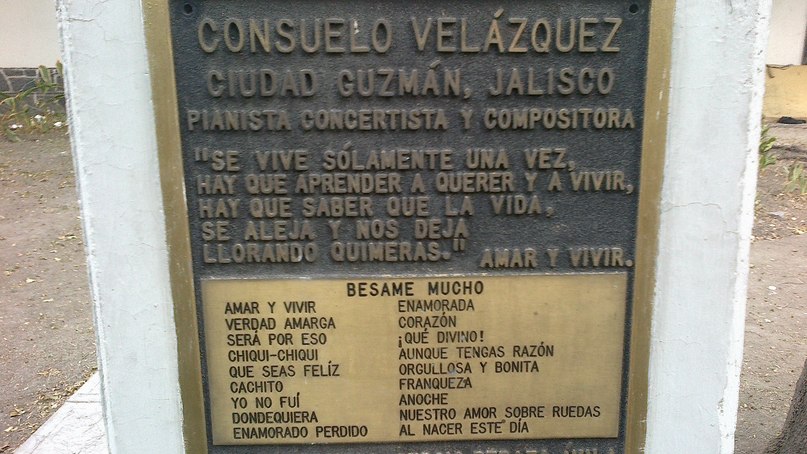 CONSUELO VELÁZQUEZ
CIUDAD GUZMÁN, JALISCO
PIANISTA CONCERTISTA Y COMPOSITORA
"SE VIVE SÓLAMENTE UNA VEZ,
HAY QUE APRENDER A QUERER Y A VIVIR,
HAY QUE SABER QUE LA VIDA,
SE ALEJA Y NOS DEJA
LLORANDO QUIMERAS." AMAR Y VIVIR.
BESAME MUCHO
AMAR Y VIVIR ENAMORADA
VERDAD AMARGA CORAZÓN
SERÁ POR ESO ¡QUÉ DIVINO!
CHIQUI-CHIQUI AUNQUE TENGAS RAZÓN
QUE SEAS FELÍZ ORGULLOSA Y BONITA
CACHITO FRANQUEZA
YO NO FUÍ ANOCHE
DONDEQUIERA NUESTRO AMOR SOBRE RUEDAS
ENAMORADO PERDIDO AL NACER ESTE DÍA